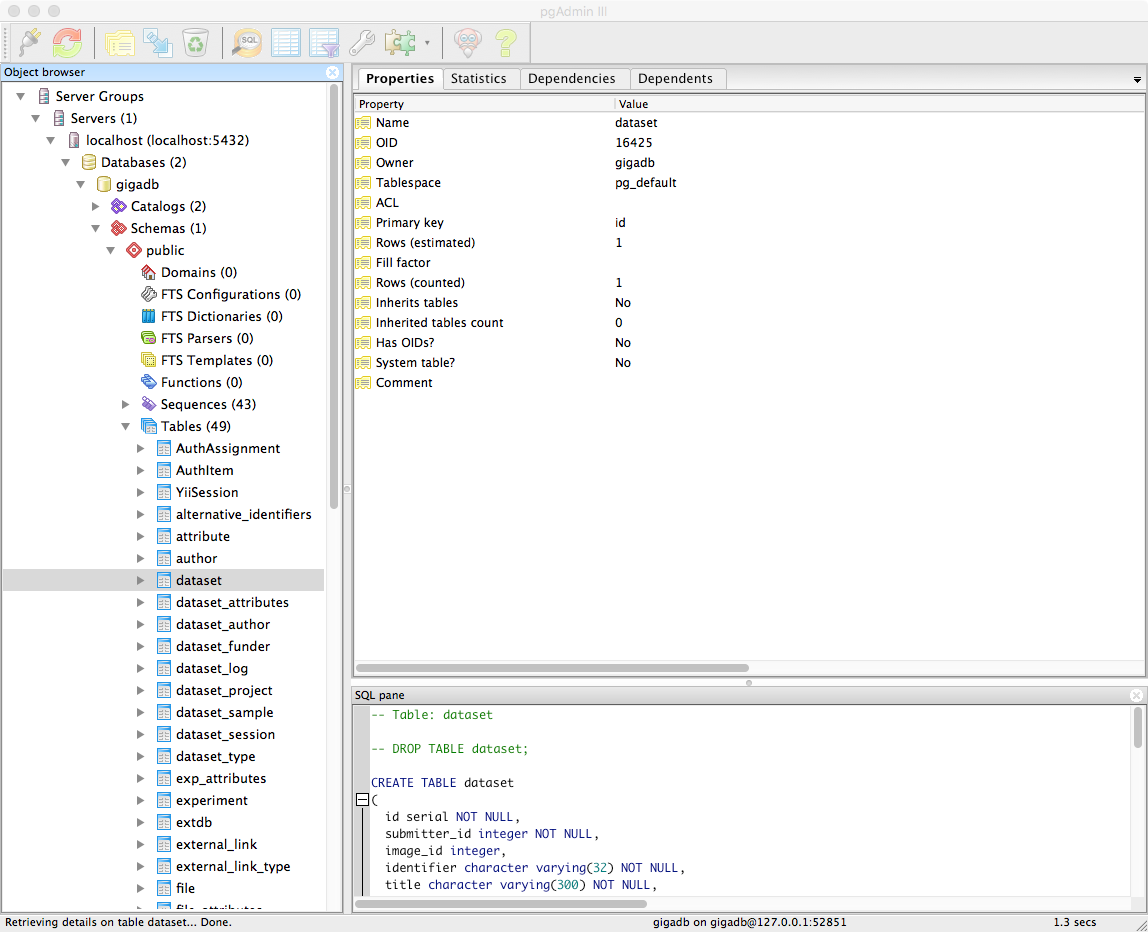 pgAdmin III
SQL
Object browser
Server Groups
Servers (1)
localhost (localhost:5432)
Databases (2)
gigadb
Catalogs (2)
Schemas (1)
public
Domains (0)
FTS Configurations (0)
FTS Dictionaries (0)
FTS Parsers (0)
FTS Templates (0)
Functions (0)
Sequences (43)
Tables (49)
AuthAssignment
AuthItem
YiiSession
alternative_identifiers
attribute
author
dataset
dataset_attributes
dataset_author
dataset_funder
dataset_log
dataset_project
dataset_sample
dataset_session
dataset_type
exp_attributes
experiment
extdb
external_link
external_link_type
file
file_attributes
Properties Statistics Dependencies Dependents
Property Value
Name dataset
OID 16425
Owner gigadb
Tablespace pg_default
ACL
Primary key id
Rows (estimated) 1
Fill factor
Rows (counted) 1
Inherits tables No
Inherited tables count 0
Has OIDs? No
System table? No
Comment
SQL pane
-- Table: dataset
-- DROP TABLE dataset;
CREATE TABLE dataset
(
id serial NOT NULL,
submitter_id integer NOT NULL,
image_id integer,
identifier character varying(32) NOT NULL,
title character varying(300) NOT NULL,
Retrieving details on table dataset... Done. gigadb on gigadb@127.0.0.1:52851 1.3 secs